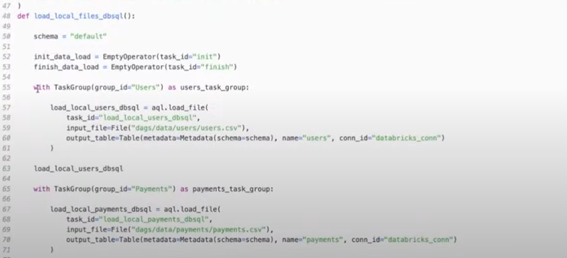 47 )
48 def load_local_files_dbsql():
49
50 schema = "default"
51
52 init_data_load = EmptyOperator(task_id="init")
53 finish_data_load = EmptyOperator(task_id="finish")
54
55 with TaskGroup(group_id="Users") as users_task_group:
56
57 load_local_users_dbsql = aql.load_file(
58 task_id="load_local_users_dbsql",
59 input_file=File("dags/data/users/users.csv"),
60 output_table=Table(metadata=Metadata(schema=schema), name="users", conn_id="databricks_conn")
61 )
62
63 load_local_users_dbsql
64
65 with TaskGroup(group_id="Payments") as payments_task_group:
66
67 load_local_payments_dbsql = aql.load_file(
68 task_id="load_local_payments_dbsql",
69 input_file=File("dags/data/payments/payments.csv"),
70 output_table=Table(metadata=Metadata(schema=schema), name="payments", conn_id="databricks_conn")
71 )